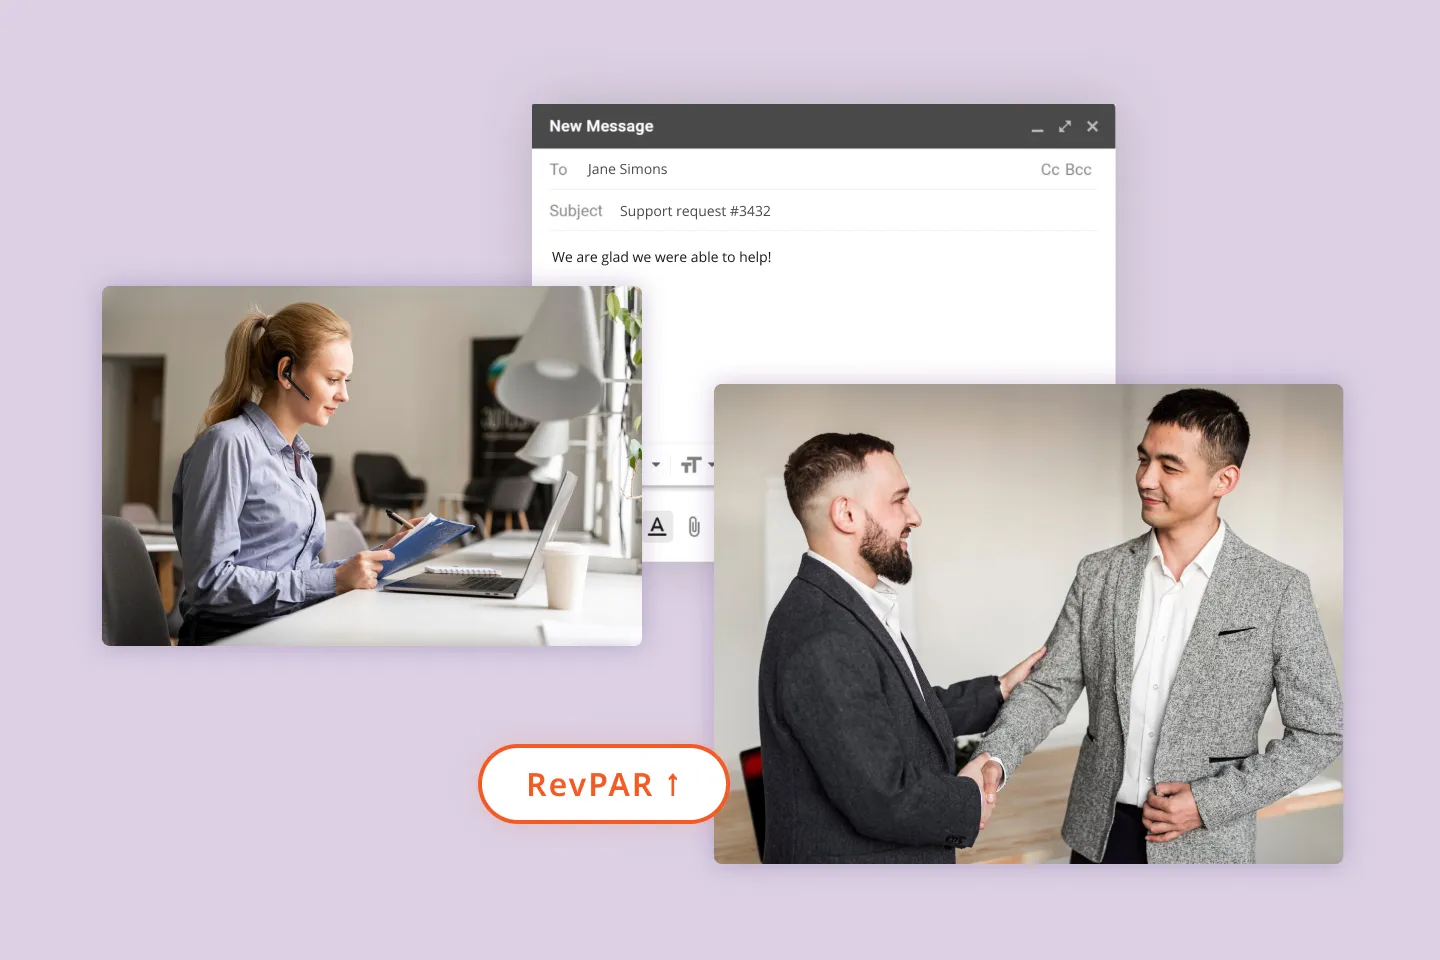 New Message
To Jane Simons Cc Bcc
Subject Support request #3432
We are glad we were able to help!
RevPAR ↑